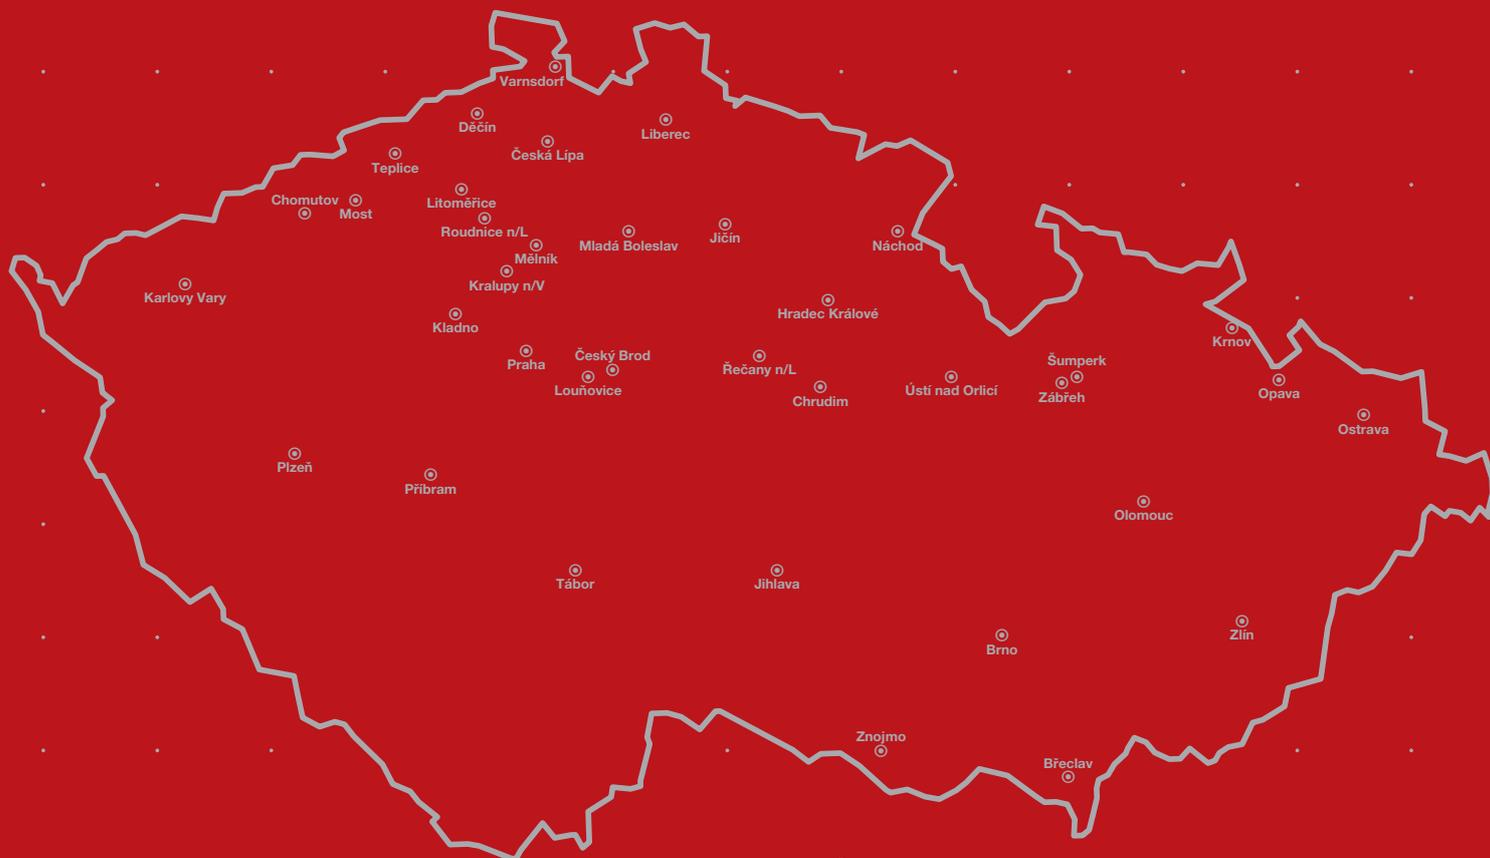 Varnsdorf
Děčín
Liberec
Česká Lípa
Teplice
Chomutov
Most
Litoměřice
Roudnice n/L
Mladá Boleslav
Jičín
Náchod
Mělník
Kralupy n/V
Karlovy Vary
Hradec Králové
Kladno
Krnov
Praha
Český Brod
Šumperk
Řečany n/L
Louňovice
Ústí nad Orlicí
Zábřeh
Opava
Chrudim
Ostrava
Plzeň
Příbram
Olomouc
Tábor
Jihlava
Zlín
Brno
Znojmo
Břeclav